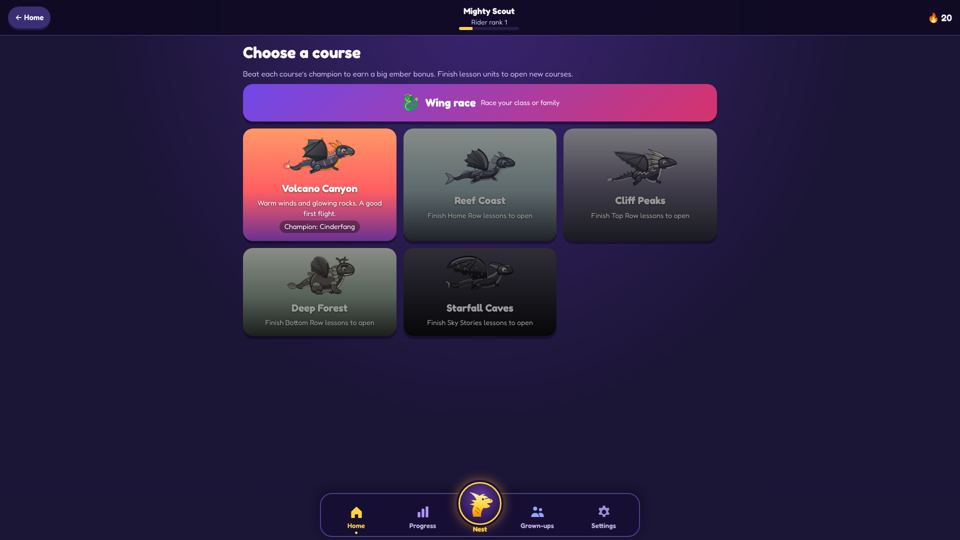 ← Home
Mighty Scout
Rider rank 1
20
Choose a course
Beat each course's champion to earn a big ember bonus. Finish lesson units to open new courses.
Wing race Race your class or family
Volcano Canyon
Warm winds and glowing rocks. A good
first flight.
Champion: Cinderfang
Reef Coast
Finish Home Row lessons to open
Cliff Peaks
Finish Top Row lessons to open
Deep Forest
Finish Bottom Row lessons to open
Starfall Caves
Finish Sky Stories lessons to open
Home
Progress
Nest
Grown-ups
Settings